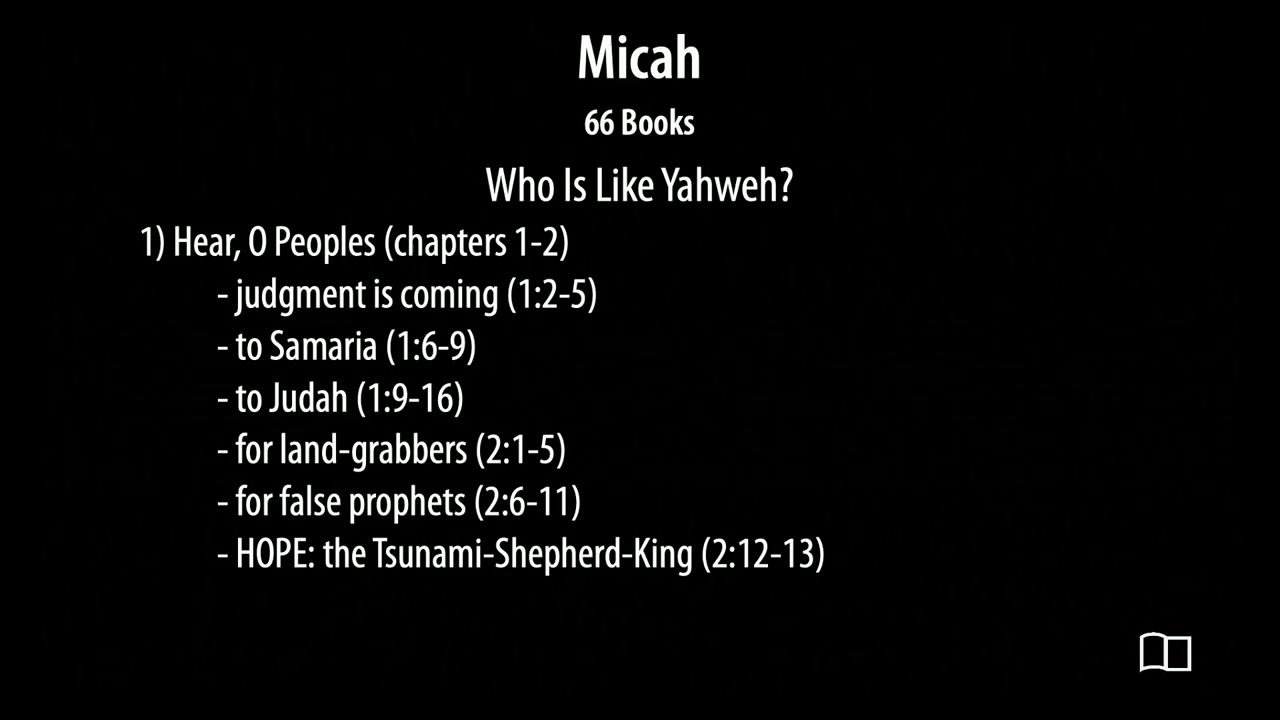 Micah
66 Books
Who Is Like Yahweh?
1) Hear, O Peoples (chapters 1-2)
- judgment is coming (1:2-5)
- to Samaria (1:6-9)
- to Judah (1:9-16)
- for land-grabbers (2:1-5)
- for false prophets (2:6-11)
- HOPE: the Tsunami-Shepherd-King (2:12-13)